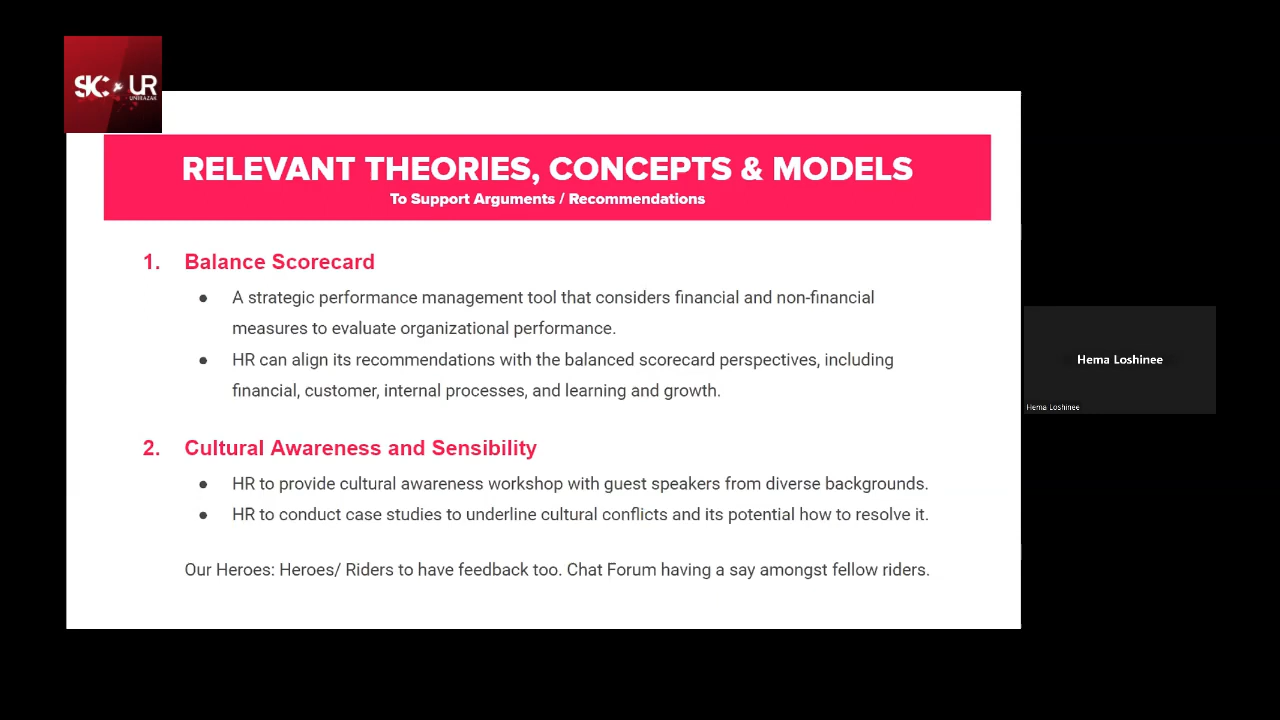 SKC UR
UNIRAZAK
RELEVANT THEORIES, CONCEPTS & MODELS
To Support Arguments / Recommendations
1. Balance Scorecard
● A strategic performance management tool that considers financial and non-financial
measures to evaluate organizational performance.
● HR can align its recommendations with the balanced scorecard perspectives, including
financial, customer, internal processes, and learning and growth.
2. Cultural Awareness and Sensibility
● HR to provide cultural awareness workshop with guest speakers from diverse backgrounds.
● HR to conduct case studies to underline cultural conflicts and its potential how to resolve it.
Our Heroes: Heroes/ Riders to have feedback too. Chat Forum having a say amongst fellow riders.
Hema Loshinee
Hema Loshinee